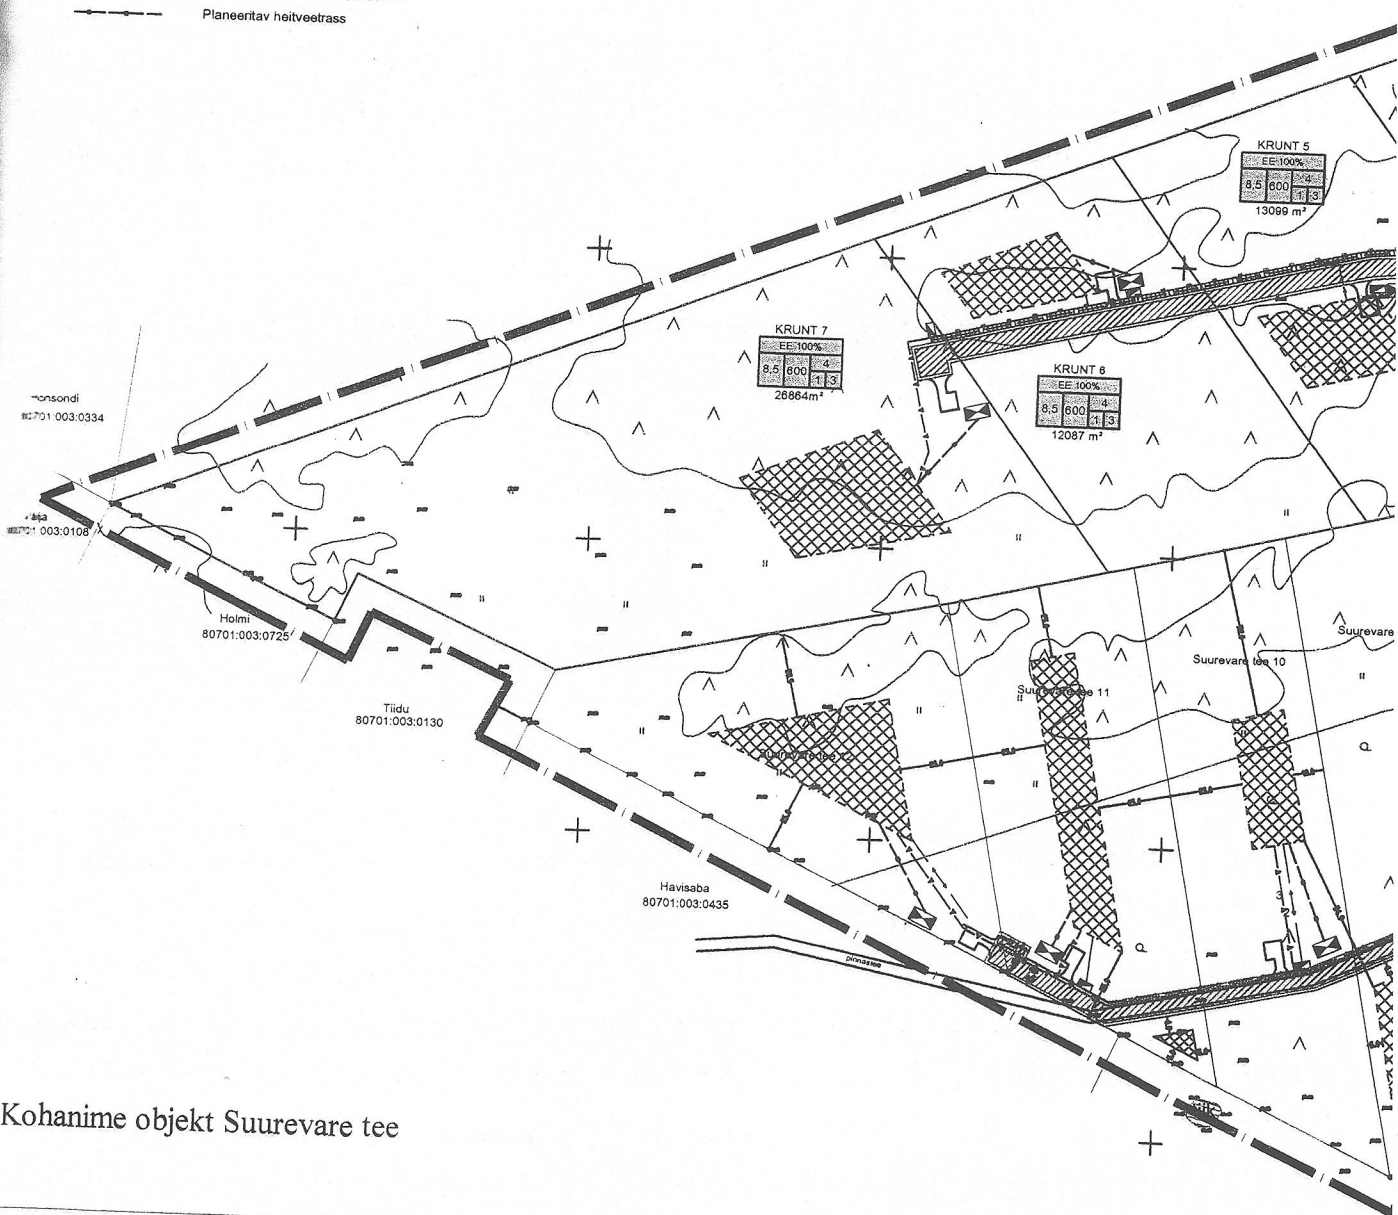 Planeeritav heitveetrass
KRUNT 5
EE 100%
8,5 600 4
1 3
13099 m²
KRUNT 7
EE 100%
8,5 600 4
1 3
26864m²
KRUNT 6
EE 100%
8,5 600 4
1 3
12087 m²
:003:0334
:003:0108
Holmi
80701:003:0725
Tiidu
80701:003:0130
Suurevare
Suurevare tee 10
Suurevare tee 11
Suurevare tee 12
Havisaba
80701:003:0435
pinnastee
Kohanime objekt Suurevare tee